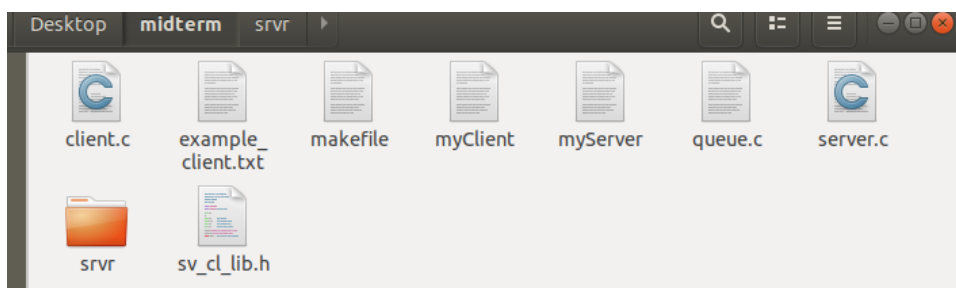 Desktop midterm srvr
client.c example_ makefile myClient myServer queue.c server.c
client.txt
srvr sv_cl_lib.h